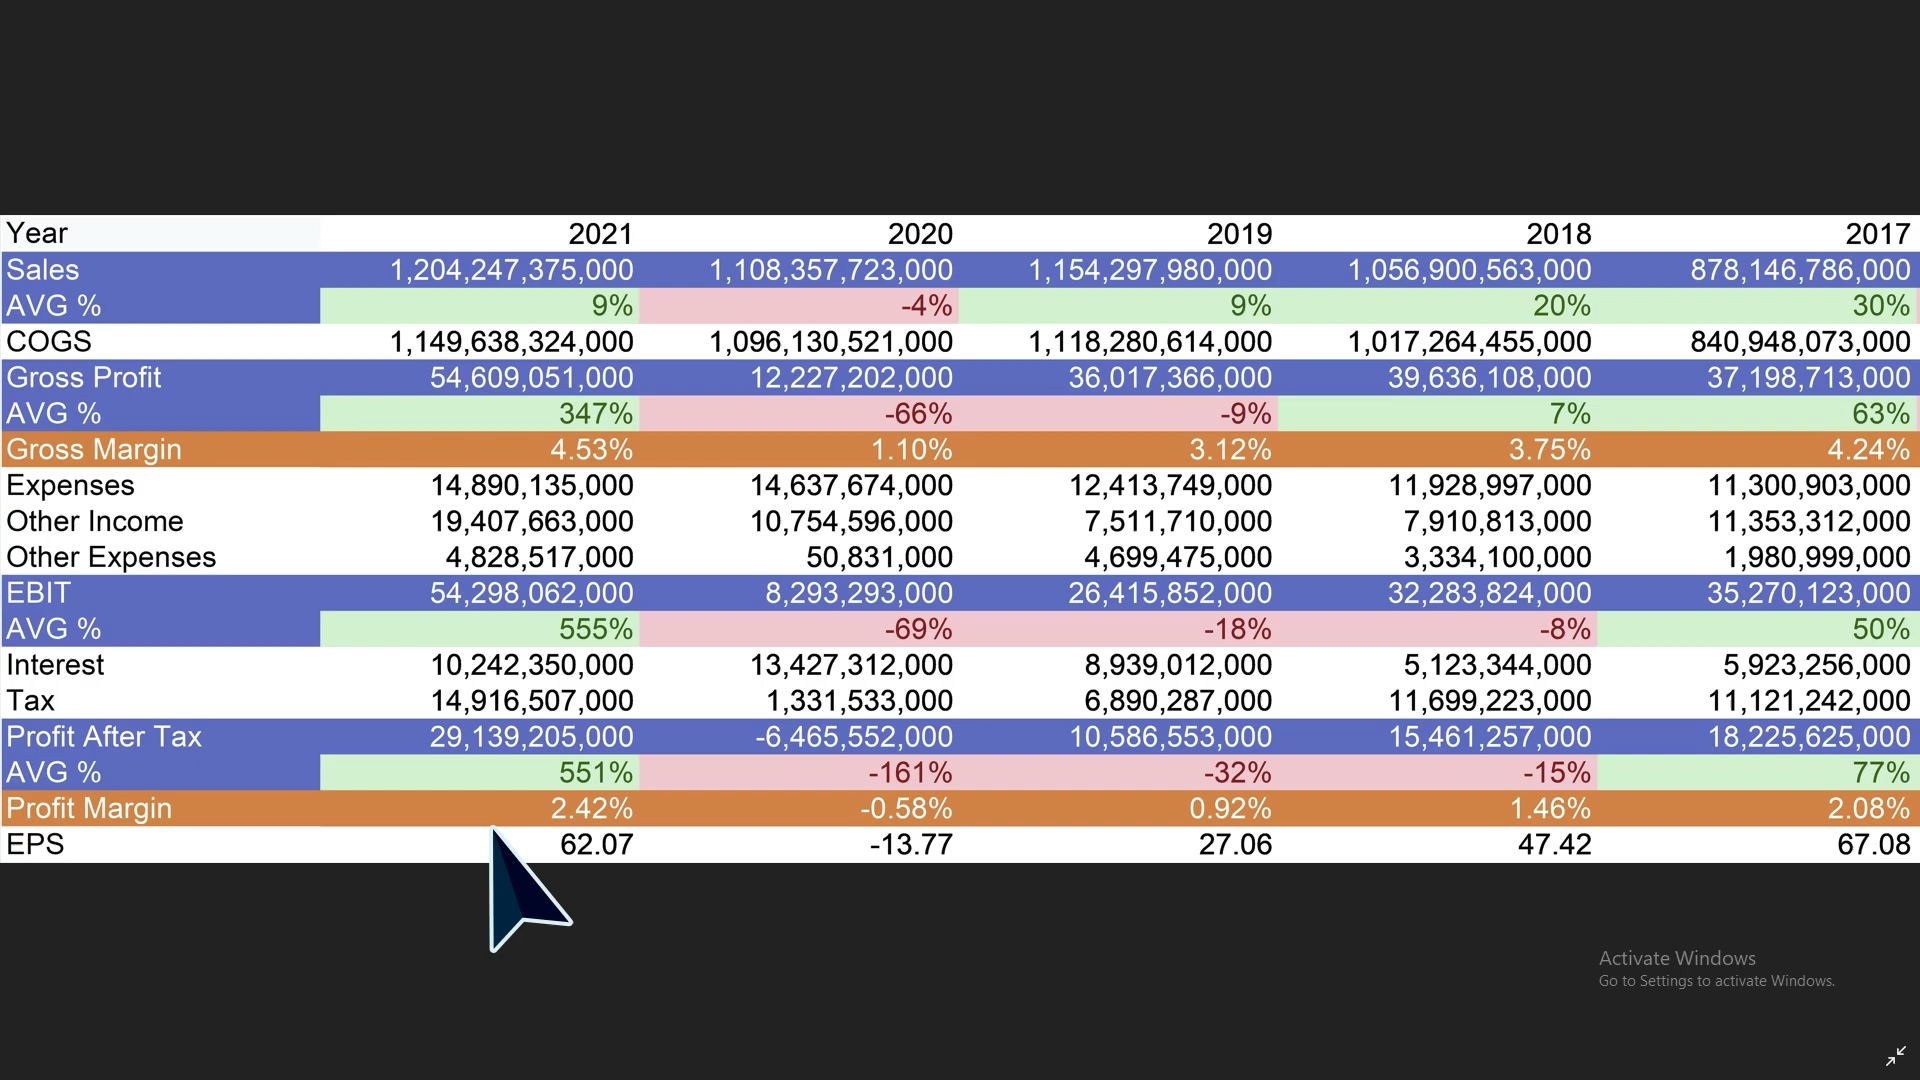 Year 2021 2020 2019 2018 2017
Sales 1,204,247,375,000 1,108,357,723,000 1,154,297,980,000 1,056,900,563,000 878,146,786,000
AVG % 9% -4% 9% 20% 30%
COGS 1,149,638,324,000 1,096,130,521,000 1,118,280,614,000 1,017,264,455,000 840,948,073,000
Gross Profit 54,609,051,000 12,227,202,000 36,017,366,000 39,636,108,000 37,198,713,000
AVG % 347% -66% -9% 7% 63%
Gross Margin 4.53% 1.10% 3.12% 3.75% 4.24%
Expenses 14,890,135,000 14,637,674,000 12,413,749,000 11,928,997,000 11,300,903,000
Other Income 19,407,663,000 10,754,596,000 7,511,710,000 7,910,813,000 11,353,312,000
Other Expenses 4,828,517,000 50,831,000 4,699,475,000 3,334,100,000 1,980,999,000
EBIT 54,298,062,000 8,293,293,000 26,415,852,000 32,283,824,000 35,270,123,000
AVG % 555% -69% -18% -8% 50%
Interest 10,242,350,000 13,427,312,000 8,939,012,000 5,123,344,000 5,923,256,000
Tax 14,916,507,000 1,331,533,000 6,890,287,000 11,699,223,000 11,121,242,000
Profit After Tax 29,139,205,000 -6,465,552,000 10,586,553,000 15,461,257,000 18,225,625,000
AVG % 551% -161% -32% -15% 77%
Profit Margin 2.42% -0.58% 0.92% 1.46% 2.08%
EPS 62.07 -13.77 27.06 47.42 67.08
Activate Windows
Go to Settings to activate Windows.